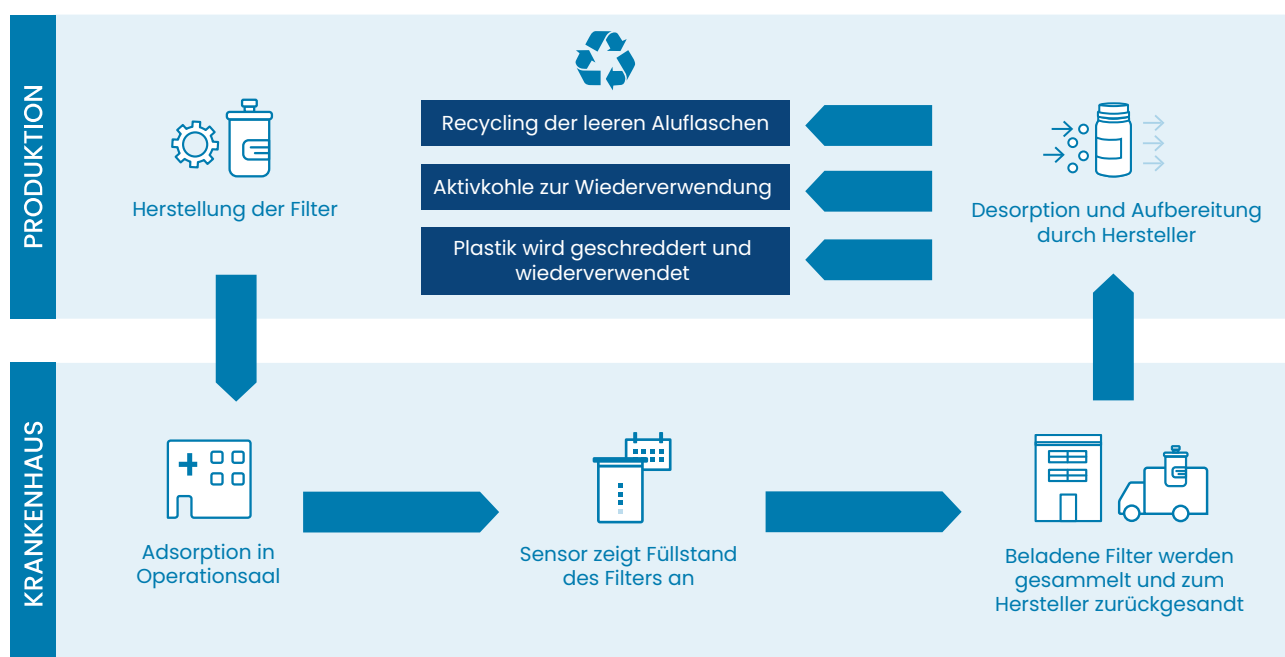 PRODUKTION
Herstellung der Filter
Recycling der leeren Aluflaschen
Aktivkohle zur Wiederverwendung
Plastik wird geschreddert und
wiederverwendet
Desorption und Aufbereitung
durch Hersteller
KRANKENHAUS
Adsorption in
Operationsaal
Sensor zeigt Füllstand
des Filters an
Beladene Filter werden
gesammelt und zum
Hersteller zurückgesandt